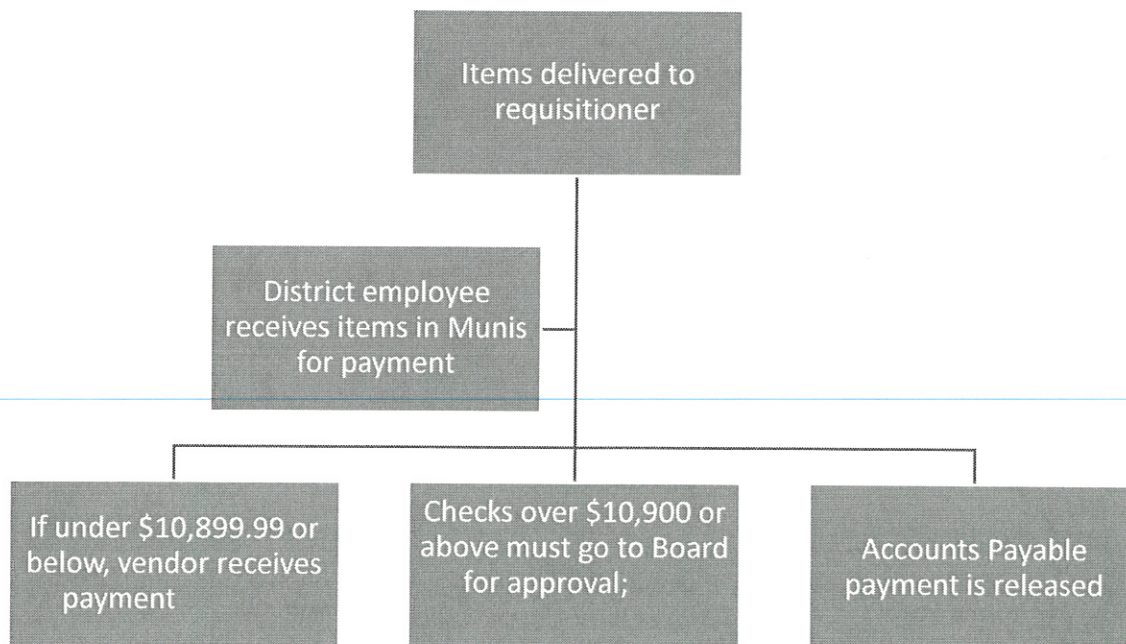 Items delivered to
requisitioner
District employee
receives items in Munis
for payment
If under $10,899.99 or
below, vendor receives
payment
Checks over $10,900 or
above must go to Board
for approval;
Accounts Payable
payment is released